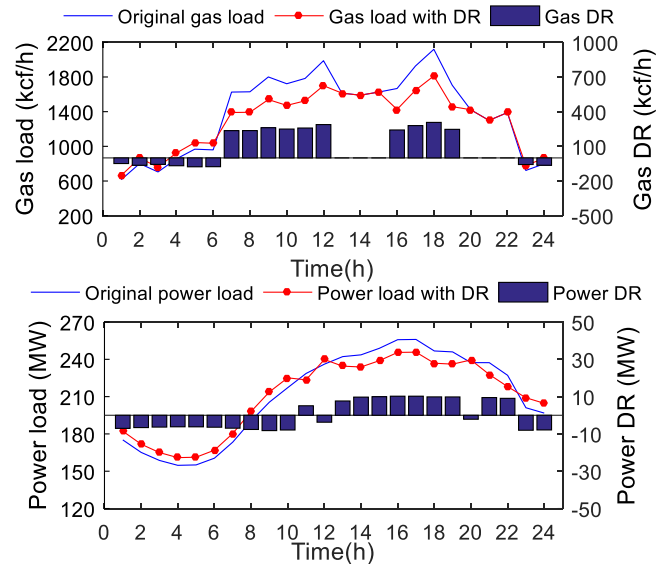 Original gas load Gas load with DR Gas DR
2200 1000
1800 700
1400 400
1000 100
600 -200
200 -500
0 2 4 6 8 10 12 14 16 18 20 22 24
Gas load (kcf/h)
Gas DR (kcf/h)
Time(h)
Original power load Power load with DR Power DR
270 50
240 30
210 10
180 -10
150 -30
120 -50
0 2 4 6 8 10 12 14 16 18 20 22 24
Power load (MW)
Power DR (MW)
Time(h)